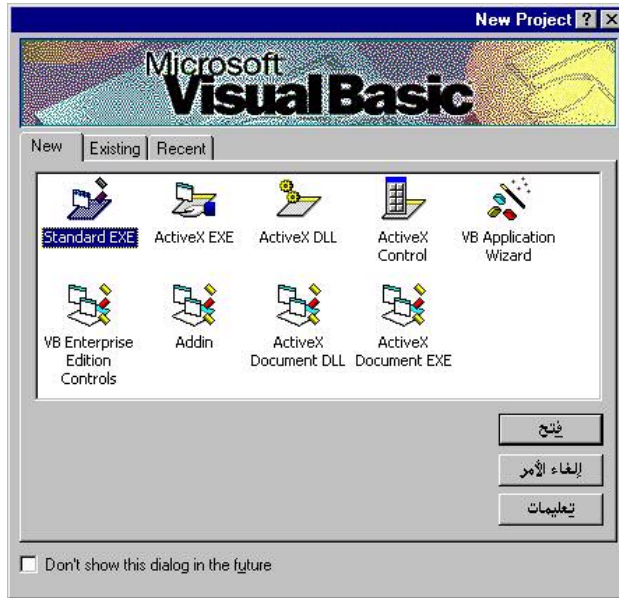 New Project
Microsoft
Visual Basic
New Existing Recent
Standard EXE
ActiveX EXE
ActiveX DLL
ActiveX
Control
VB Application
Wizard
VB Enterprise
Edition
Controls
Addin
ActiveX
Document DLL
ActiveX
Document EXE
فتح
إلغاء الأمر
تعليمات
Don't show this dialog in the future